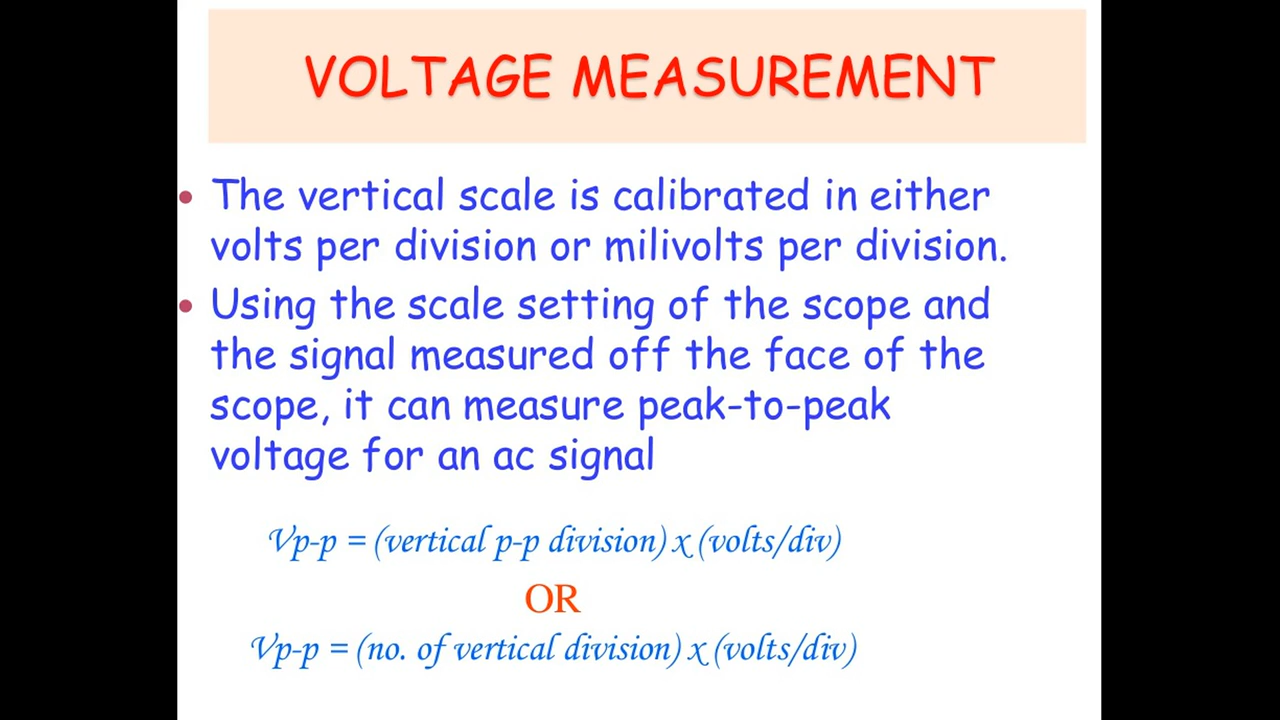 VOLTAGE MEASUREMENT
• The vertical scale is calibrated in either
volts per division or milivolts per division.
• Using the scale setting of the scope and
the signal measured off the face of the
scope, it can measure peak-to-peak
voltage for an ac signal
Vp-p = (vertical p-p division) x (volts/div)
OR
Vp-p = (no. of vertical division) x (volts/div)